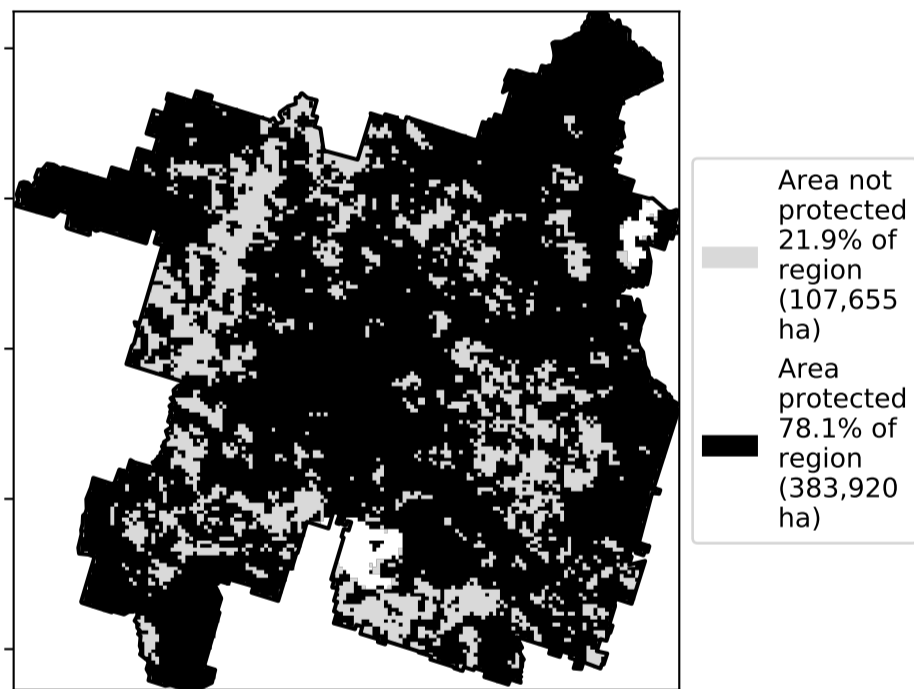 Area not
protected
21.9% of
region
(107,655
ha)
Area
protected
78.1% of
region
(383,920
ha)